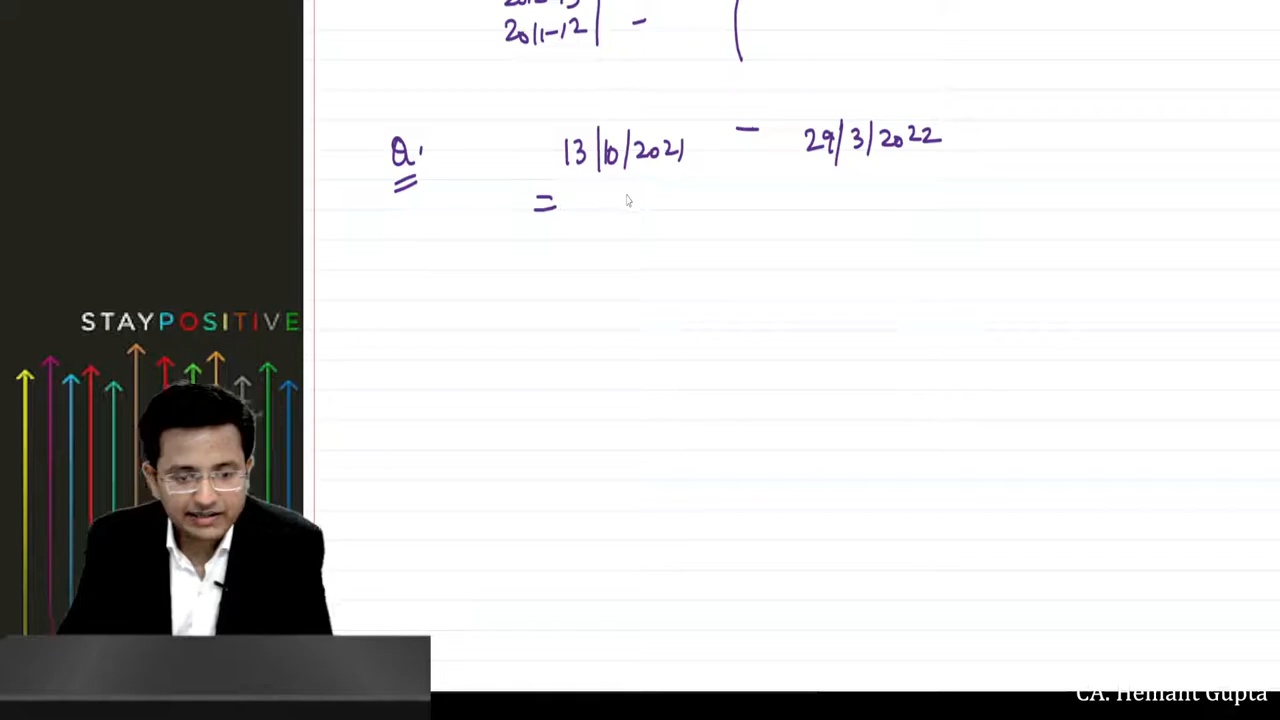 2011-12 | -
Q. 13/10/2021 - 29/3/2022
=
STAYPOSITIVE
CA. Hemant Gupta